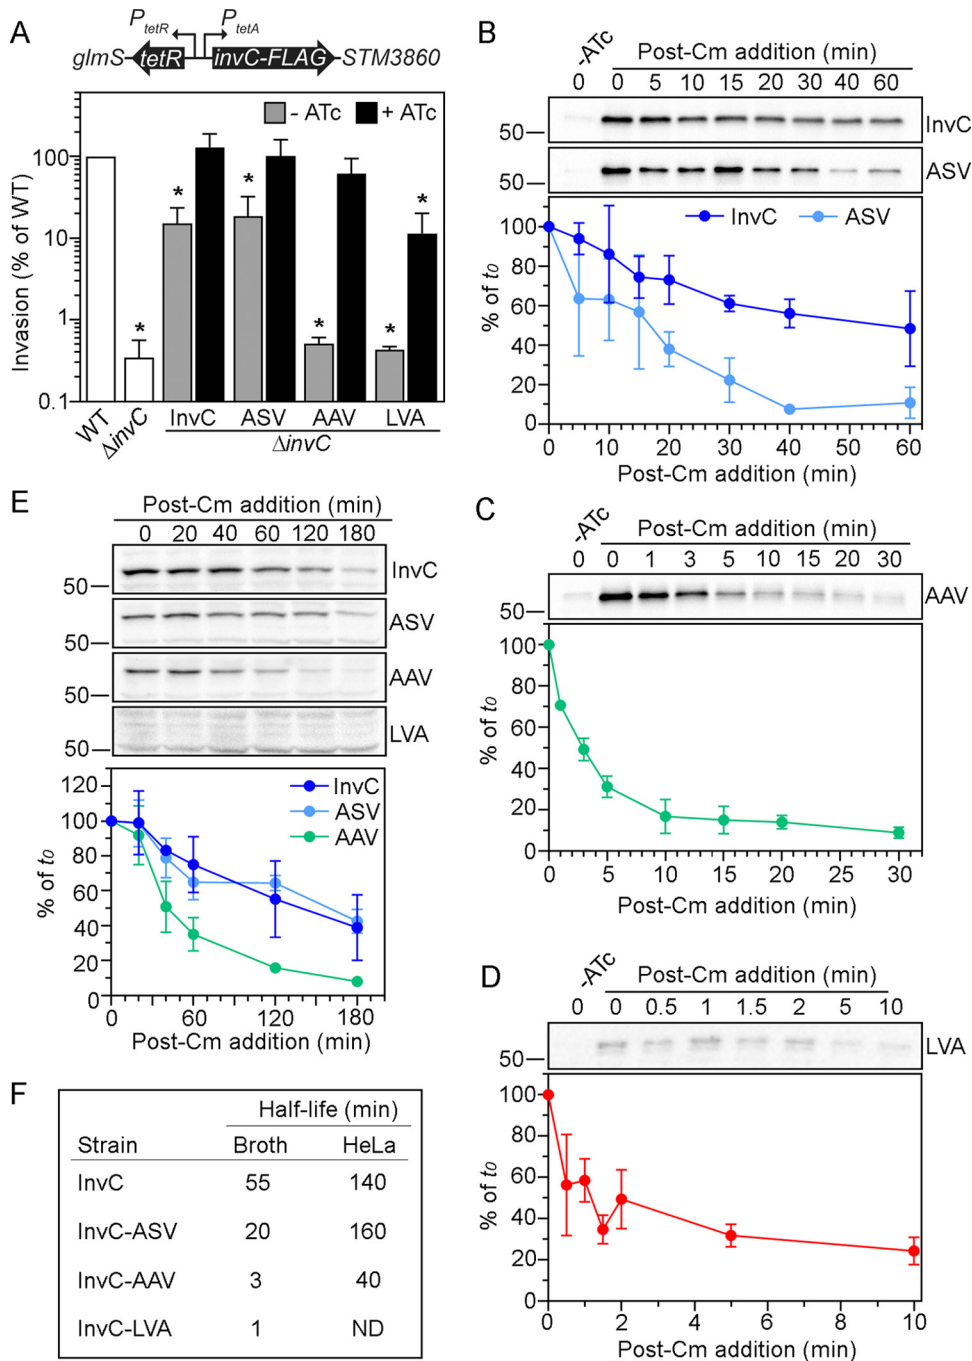 A
P tetR
P tetA
glmS
tetR
invC-FLAG
STM3860
- ATc
+ ATc
Invasion (% of WT)
100
10
1
0.1
*
*
*
*
*
*
WT
ΔinvC
InvC
ASV
AAV
LVA
ΔinvC
B
-ATc
Post-Cm addition (min)
0 0 5 10 15 20 30 40 60
50
InvC
50
ASV
InvC
ASV
% of t0
100
80
60
40
20
0
0 10 20 30 40 50 60
Post-Cm addition (min)
C
-ATc
Post-Cm addition (min)
0 0 1 3 5 10 15 20 30
50
AAV
% of t0
100
80
60
40
20
0
0 5 10 15 20 25 30
Post-Cm addition (min)
D
-ATc
Post-Cm addition (min)
0 0 0.5 1 1.5 2 5 10
50
LVA
% of t0
100
80
60
40
20
0
0 2 4 6 8 10
Post-Cm addition (min)
E
Post-Cm addition (min)
0 20 40 60 120 180
50
InvC
50
ASV
50
AAV
50
LVA
InvC
ASV
AAV
% of t0
120
100
80
60
40
20
0
0 60 120 180
Post-Cm addition (min)
F
Half-life (min)
Strain Broth HeLa
InvC 55 140
InvC-ASV 20 160
InvC-AAV 3 40
InvC-LVA 1 ND